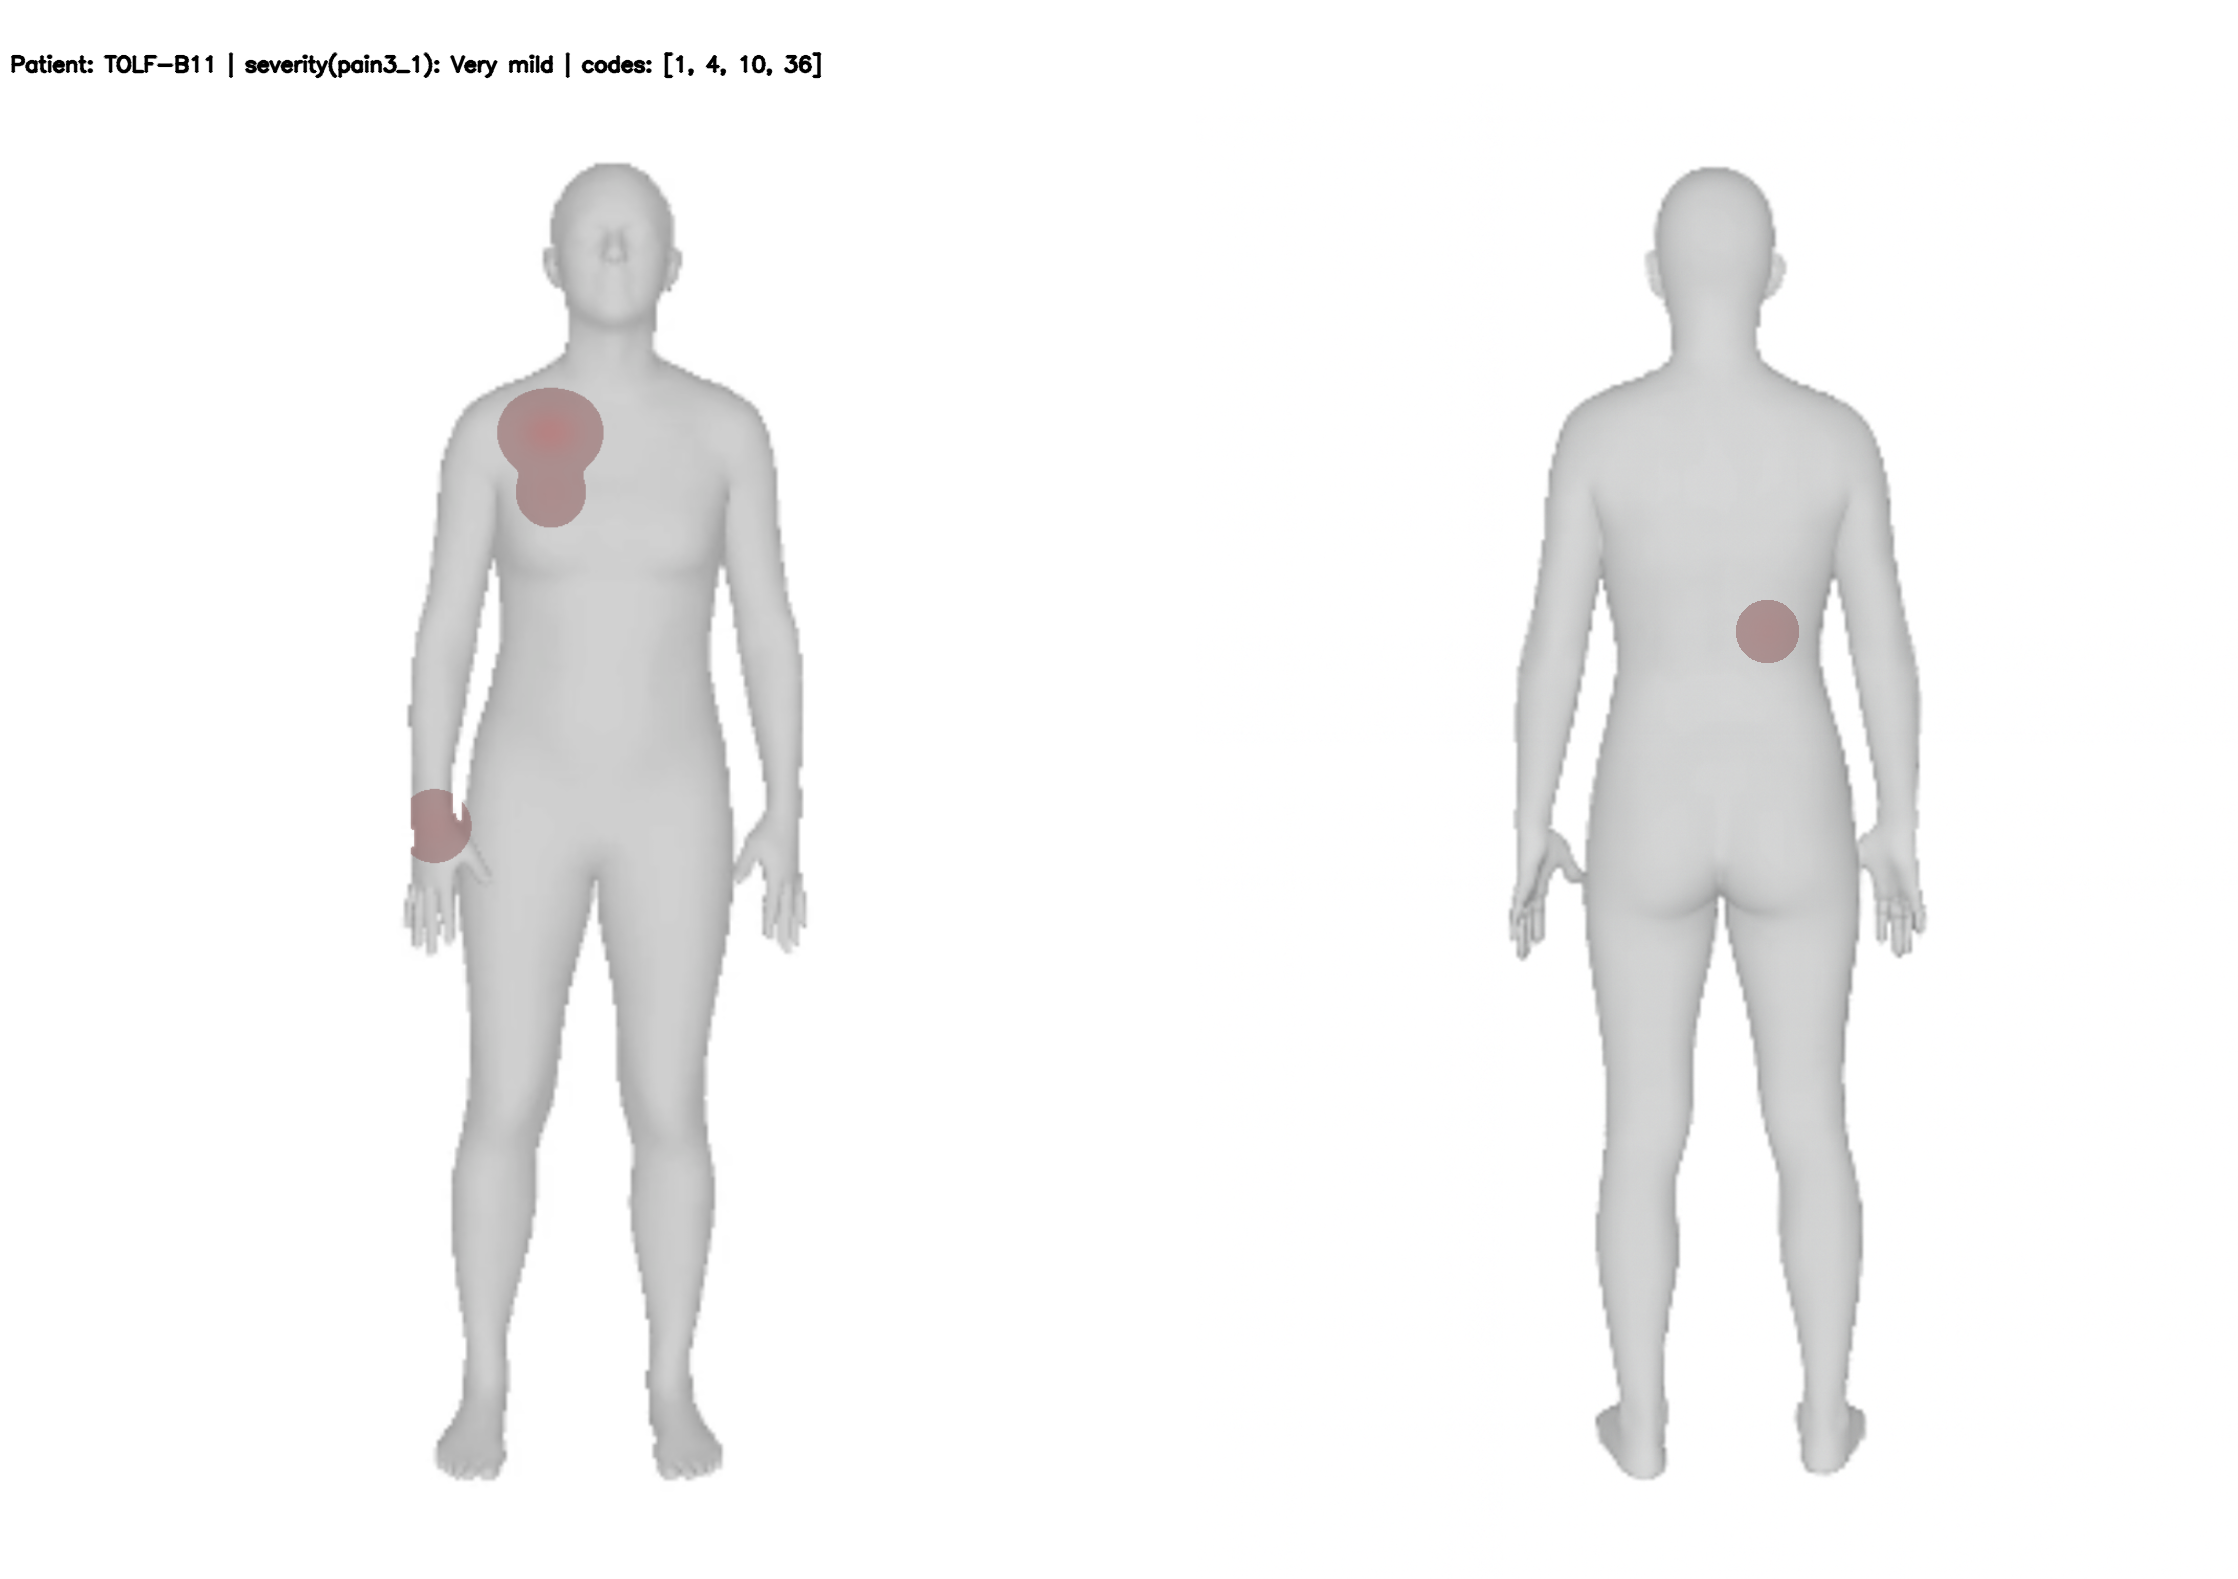 Patient: TOLF-B11 | severity(pain3_1): Very mild | codes: [1, 4, 10, 36]